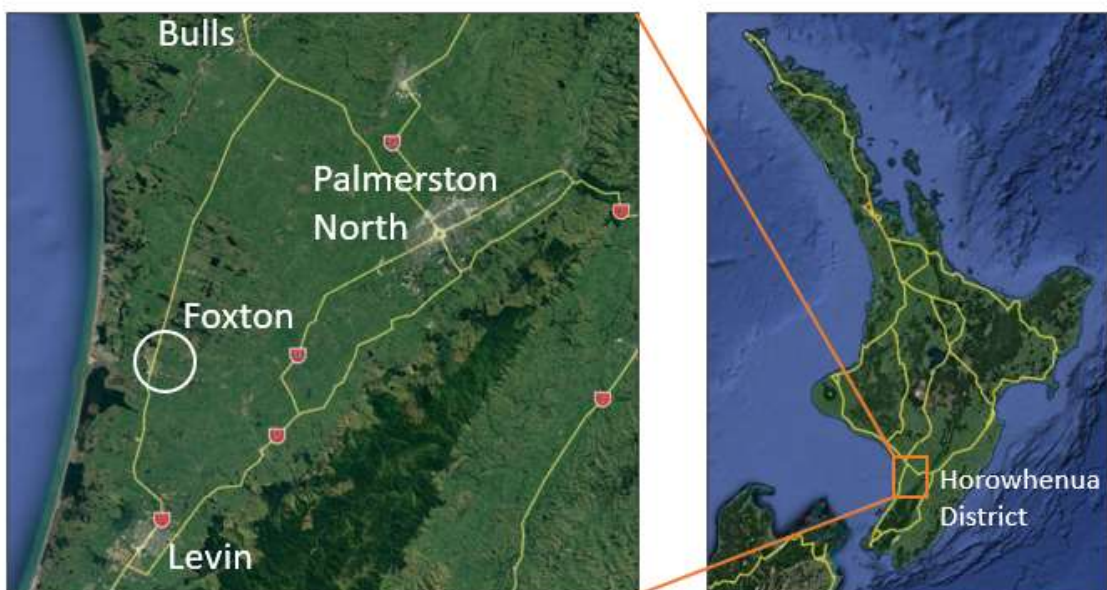 Bulls
Palmerston
North
Foxton
Levin
Horowhenua
District